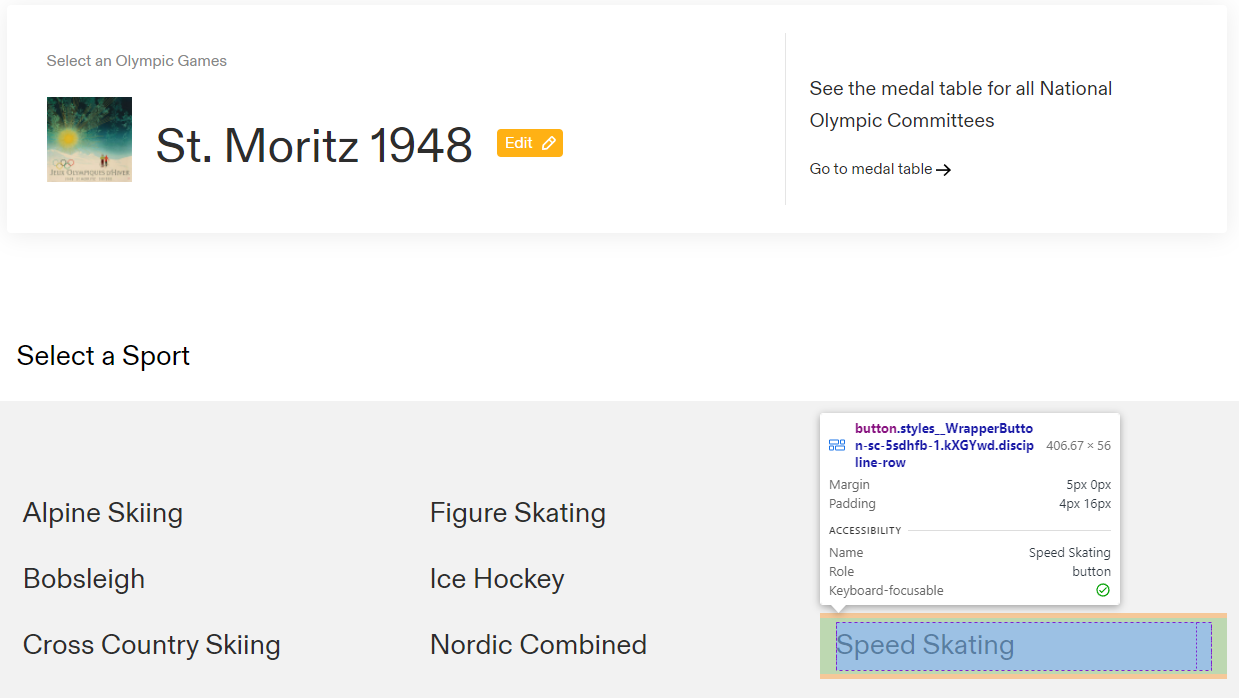 Select an Olympic Games
JEUX OLYMPIQUES D'HIVER
St. Moritz 1948
Edit
See the medal table for all National
Olympic Committees
Go to medal table
Select a Sport
button.styles__WrapperButto
n-sc-5sdhfb-1.kXGYwd.discip
line-row
406.67 × 56
Margin 5px 0px
Padding 4px 16px
ACCESSIBILITY
Name Speed Skating
Role button
Keyboard-focusable
Alpine Skiing
Figure Skating
Bobsleigh
Ice Hockey
Cross Country Skiing
Nordic Combined
Speed Skating